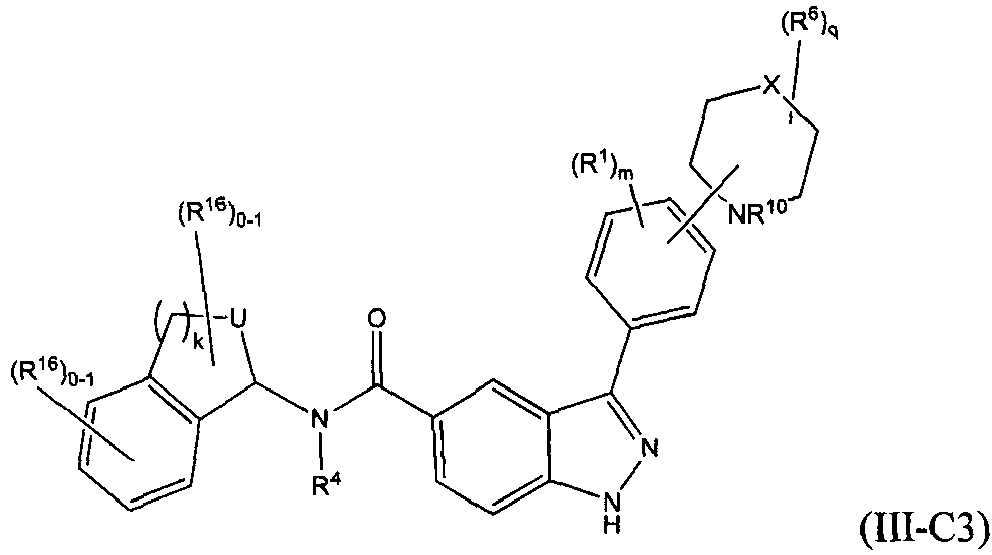 (R⁶)q
X
(R¹)m
NR¹⁰
(R¹⁶)₀₋₁
( )k
U
O
(R¹⁶)₀₋₁
N
R⁴
N
N
H
(III-C3)